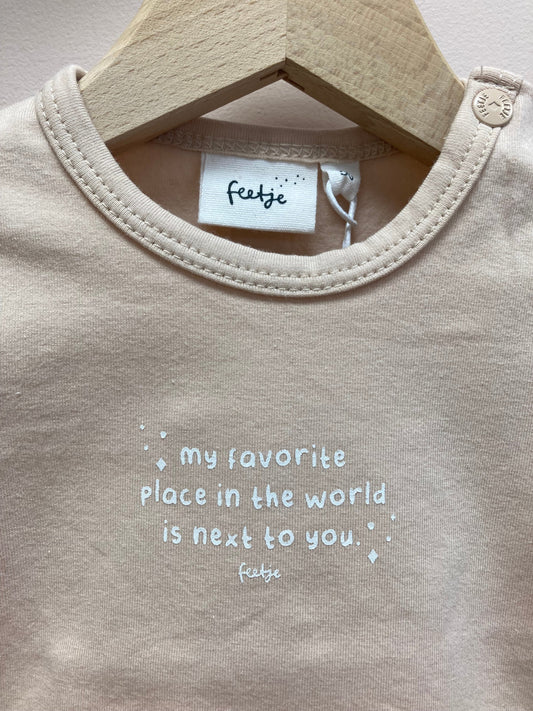 feetje
my favorite
place in the world
is next to you.
feetje